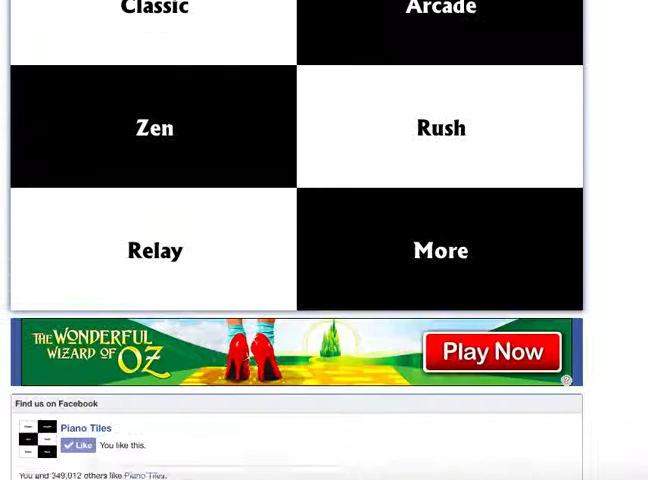 Classic
Arcade
Zen
Rush
Relay
More
THE WONDERFUL
WIZARD OF OZ
Play Now
Find us on Facebook
Piano Tiles
Like
You like this.
You and 349,012 others like Piano Tiles.